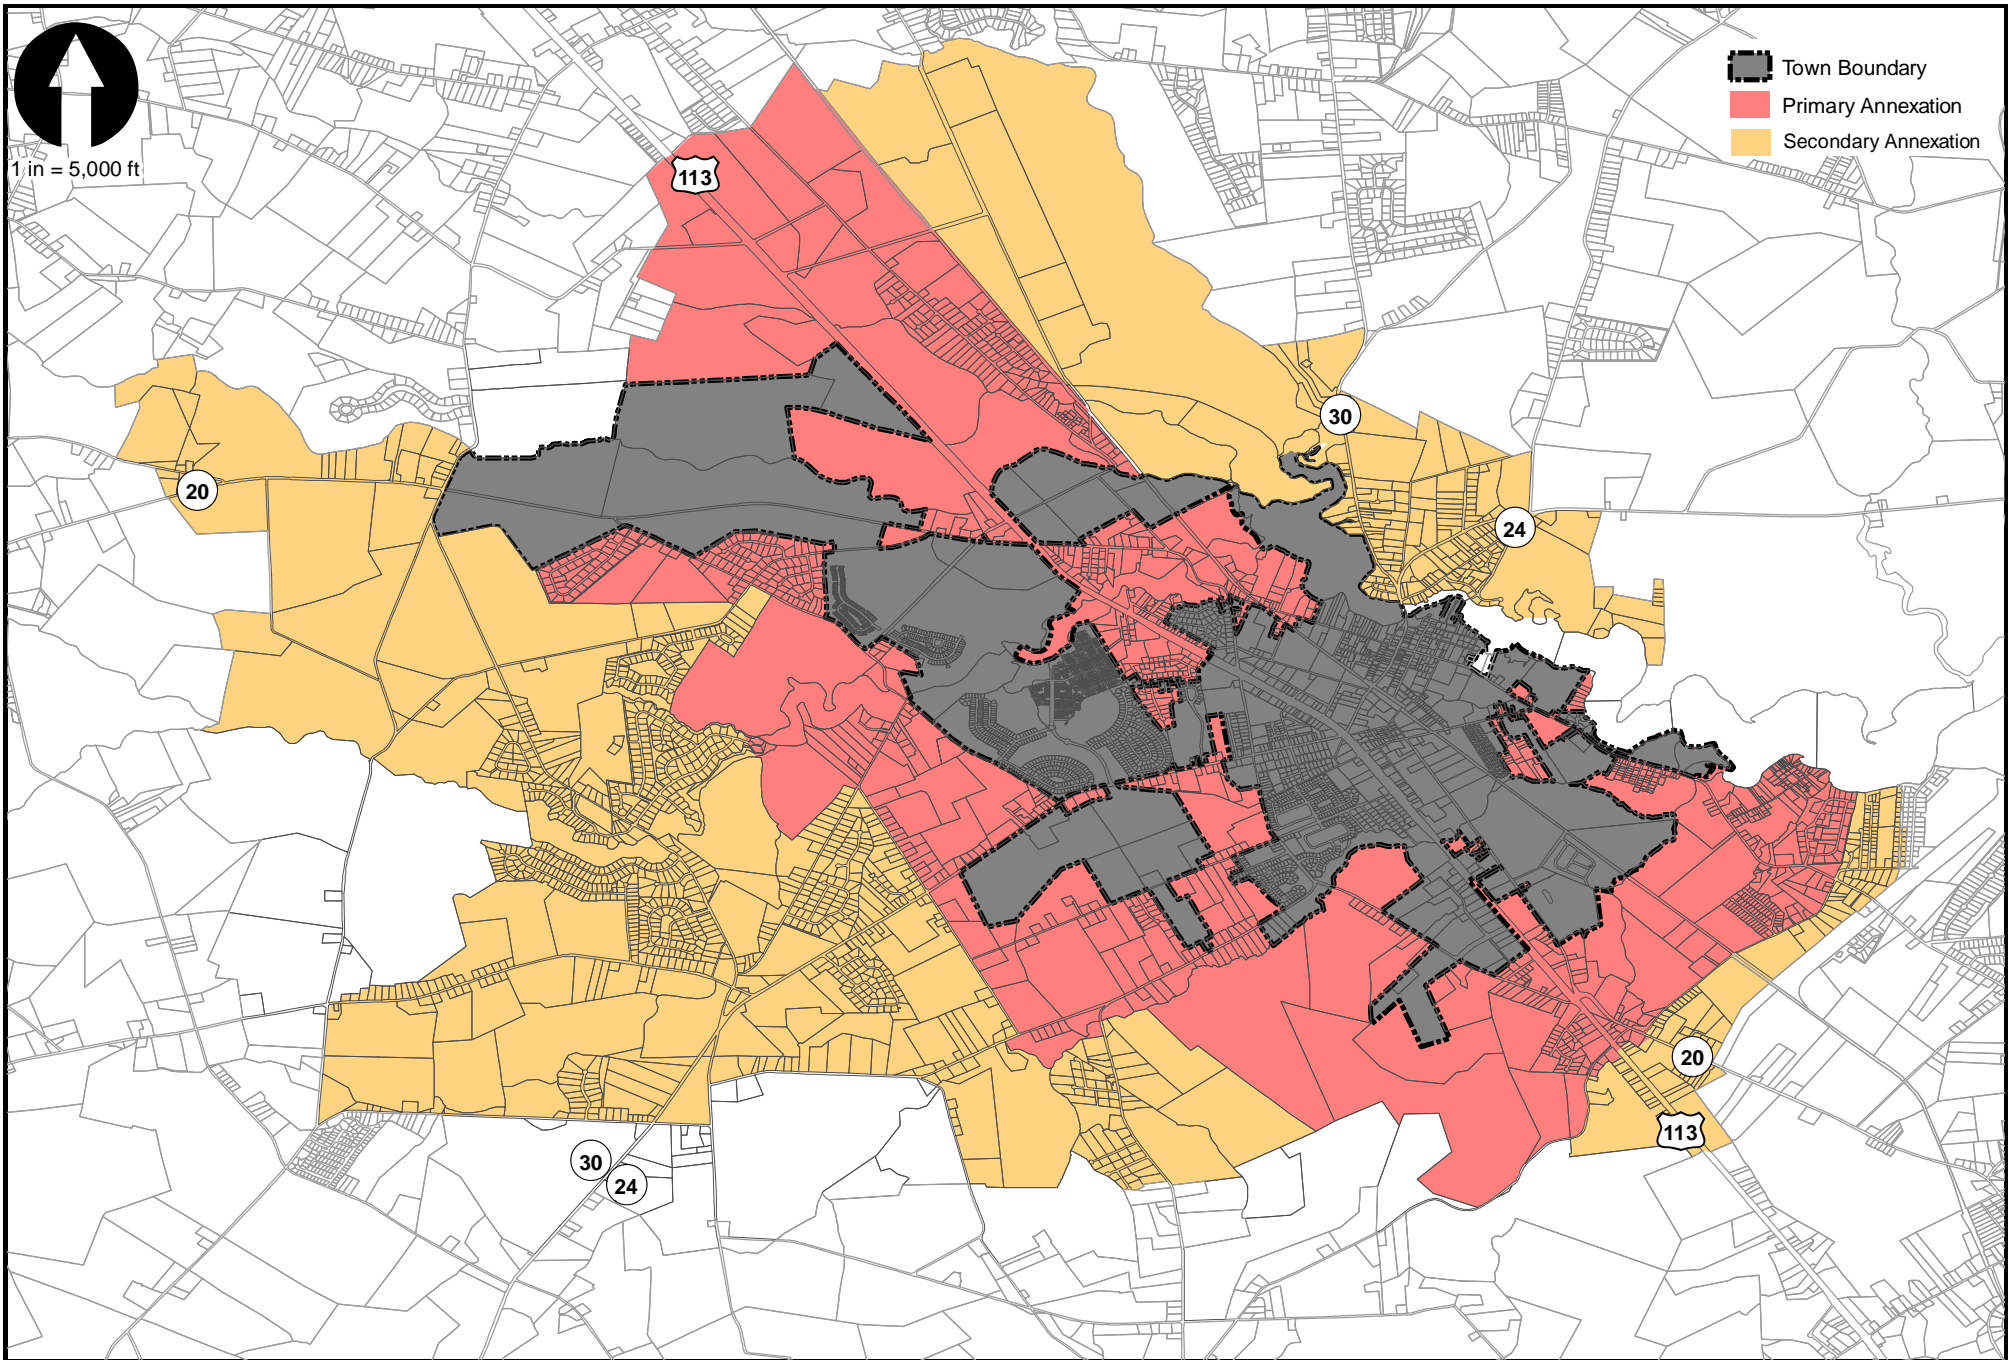 Town Boundary
Primary Annexation
Secondary Annexation
1 in = 5,000 ft
113
30
20
24
20
113
30
24